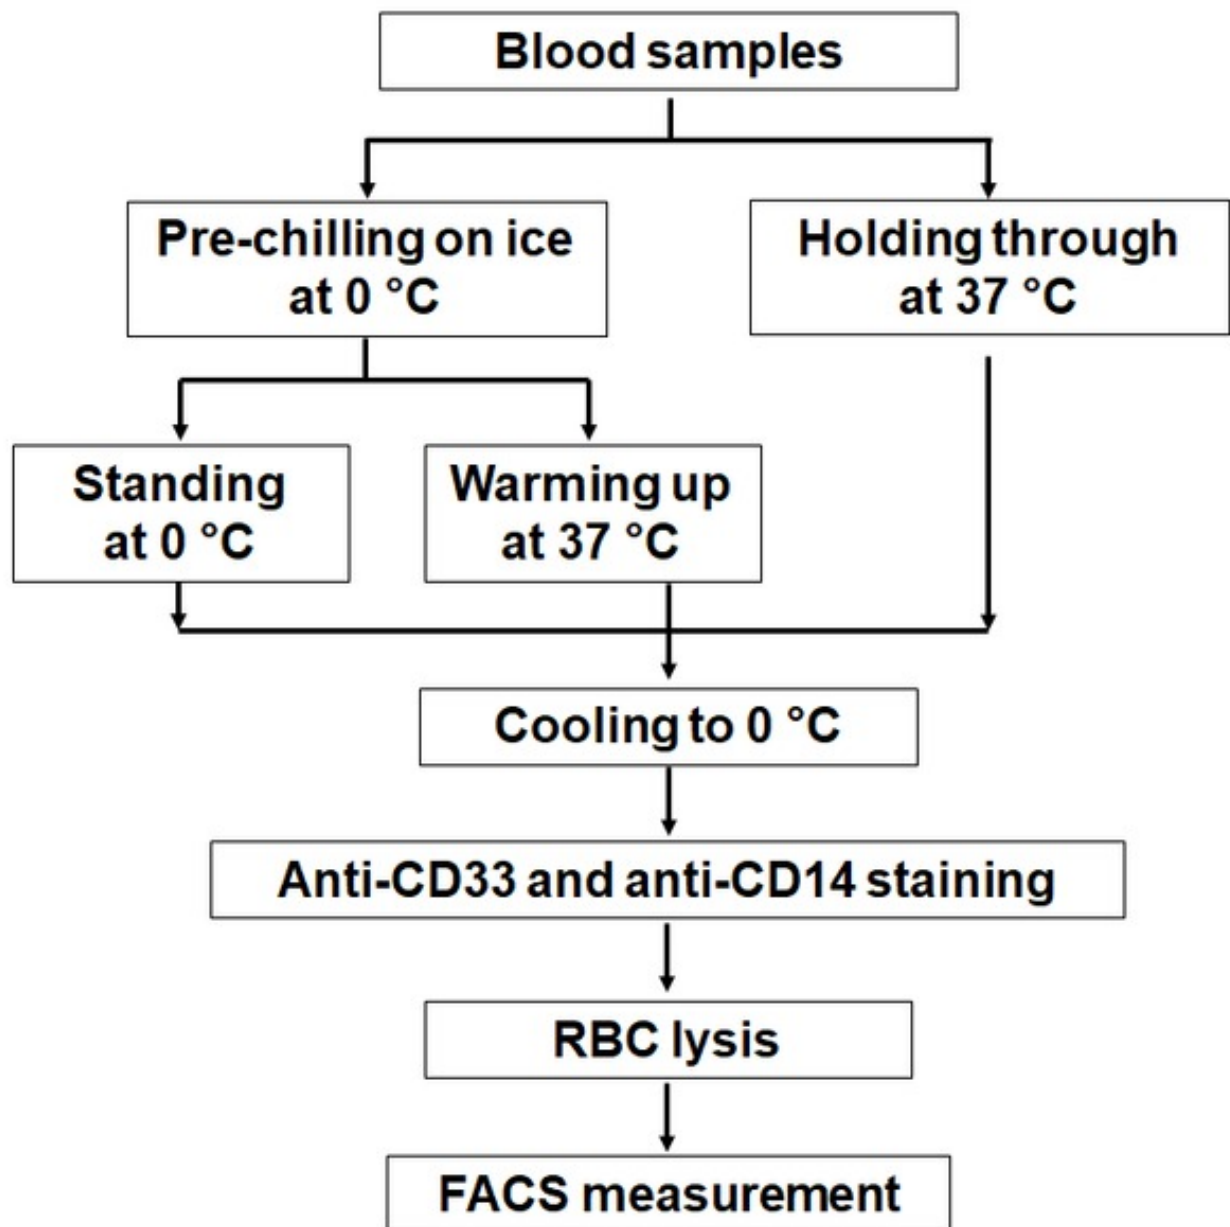 Blood samples
Pre-chilling on ice
at 0 °C
Holding through
at 37 °C
Standing
at 0 °C
Warming up
at 37 °C
Cooling to 0 °C
Anti-CD33 and anti-CD14 staining
RBC lysis
FACS measurement